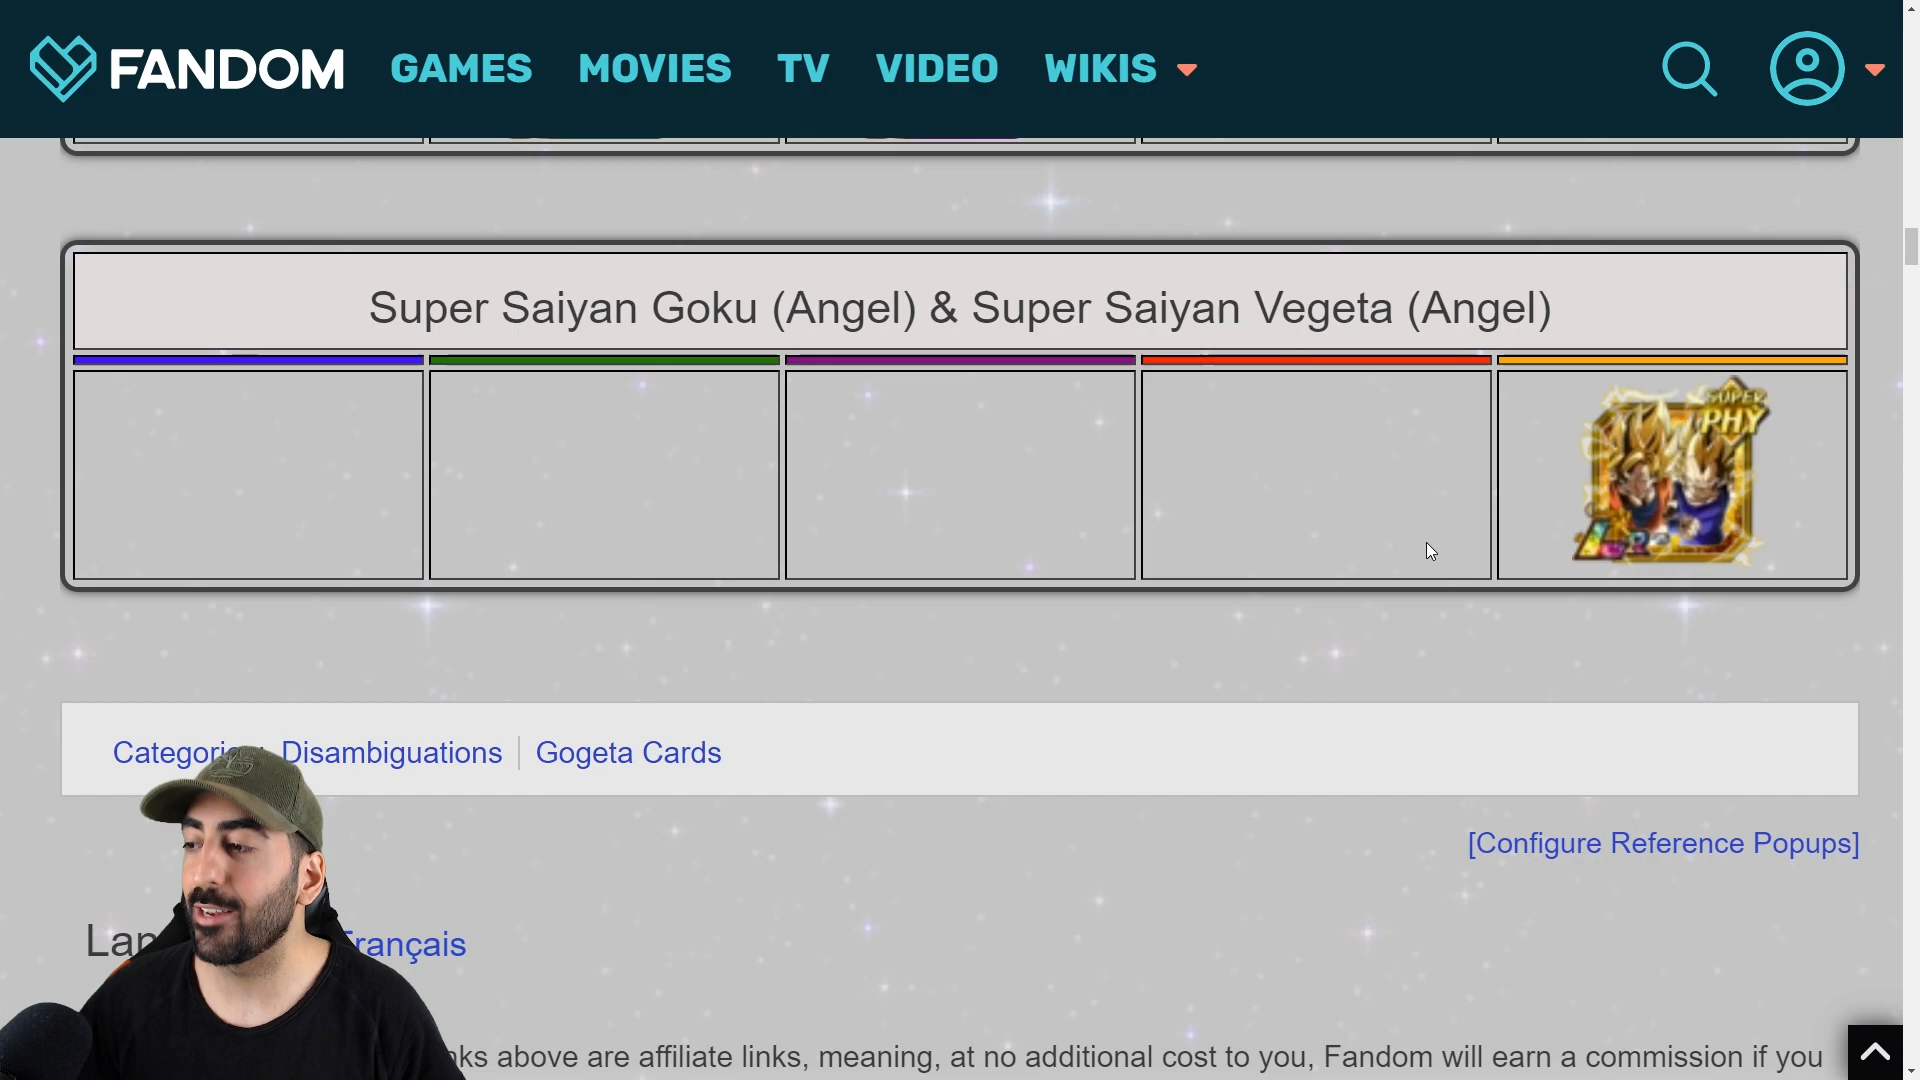 FANDOM GAMES MOVIES TV VIDEO WIKIS
Super Saiyan Goku (Angel) & Super Saiyan Vegeta (Angel)
SUPER
PHY
LR
Disambiguations Gogeta Cards
[Configure Reference Popups]
Français
above are affiliate links, meaning, at no additional cost to you, Fandom will earn a commission if you